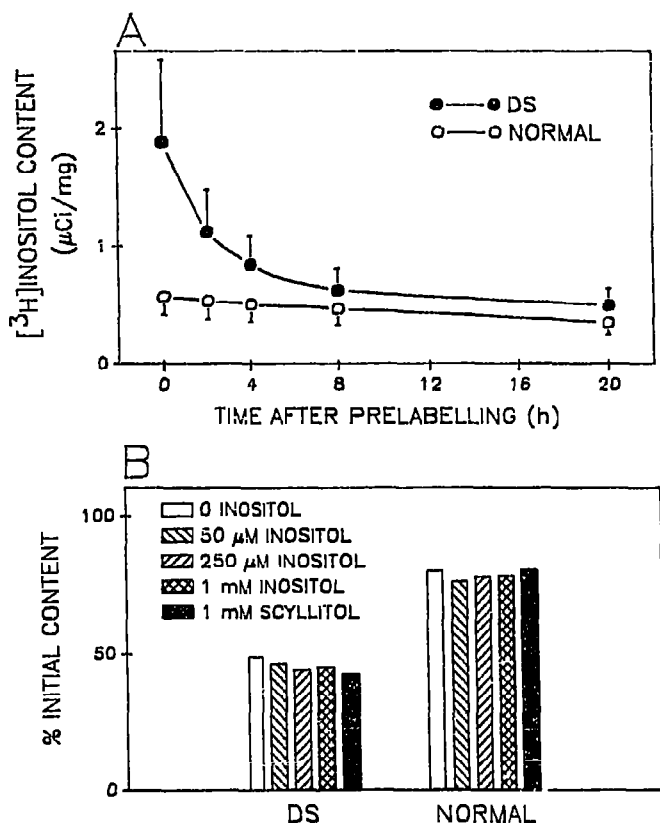 A
[³H]INOSITOL CONTENT
(µCi/mg)
2
1
0
DS
NORMAL
0 4 8 12 16 20
TIME AFTER PRELABELLING (h)
B
% INITIAL CONTENT
100
50
0
0 INOSITOL
50 µM INOSITOL
250 µM INOSITOL
1 mM INOSITOL
1 mM SCYLLITOL
DS NORMAL